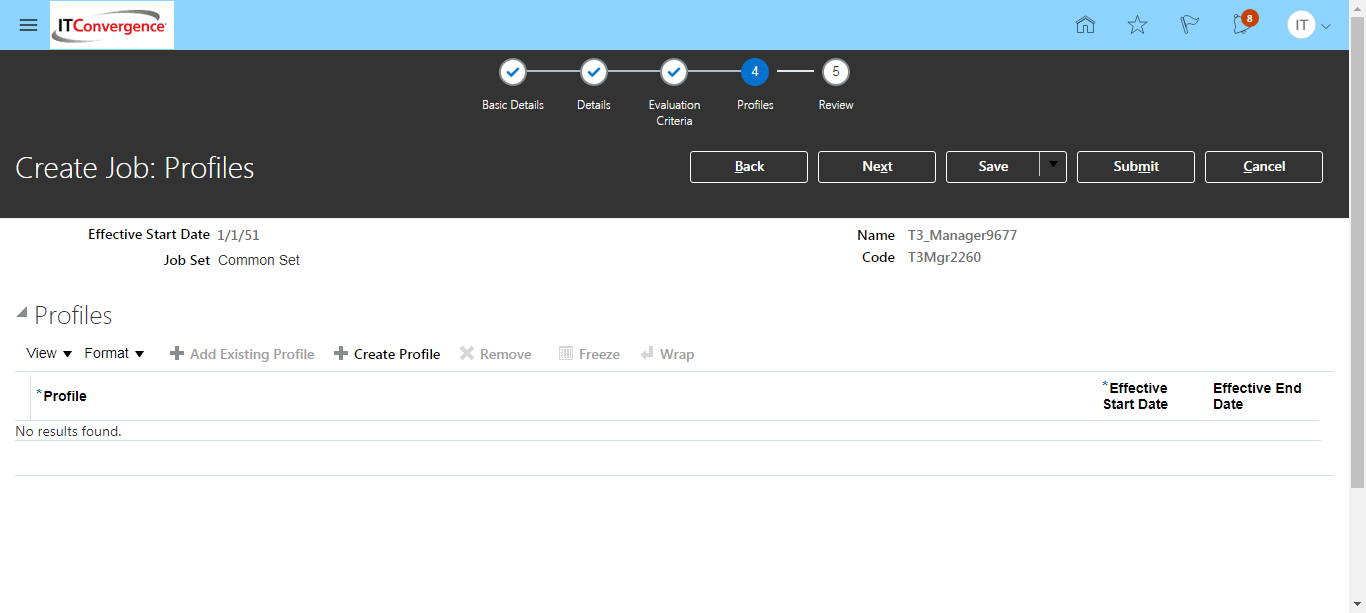 ITConvergence
8
IT
4
5
Basic Details
Details
Evaluation
Criteria
Profiles
Review
Create Job: Profiles
Back
Next
Save
Submit
Cancel
Effective Start Date 1/1/51
Job Set Common Set
Name T3_Manager9677
Code T3Mgr2260
Profiles
View Format Add Existing Profile Create Profile Remove Freeze Wrap
*Profile
*Effective
Start Date
Effective End
Date
No results found.